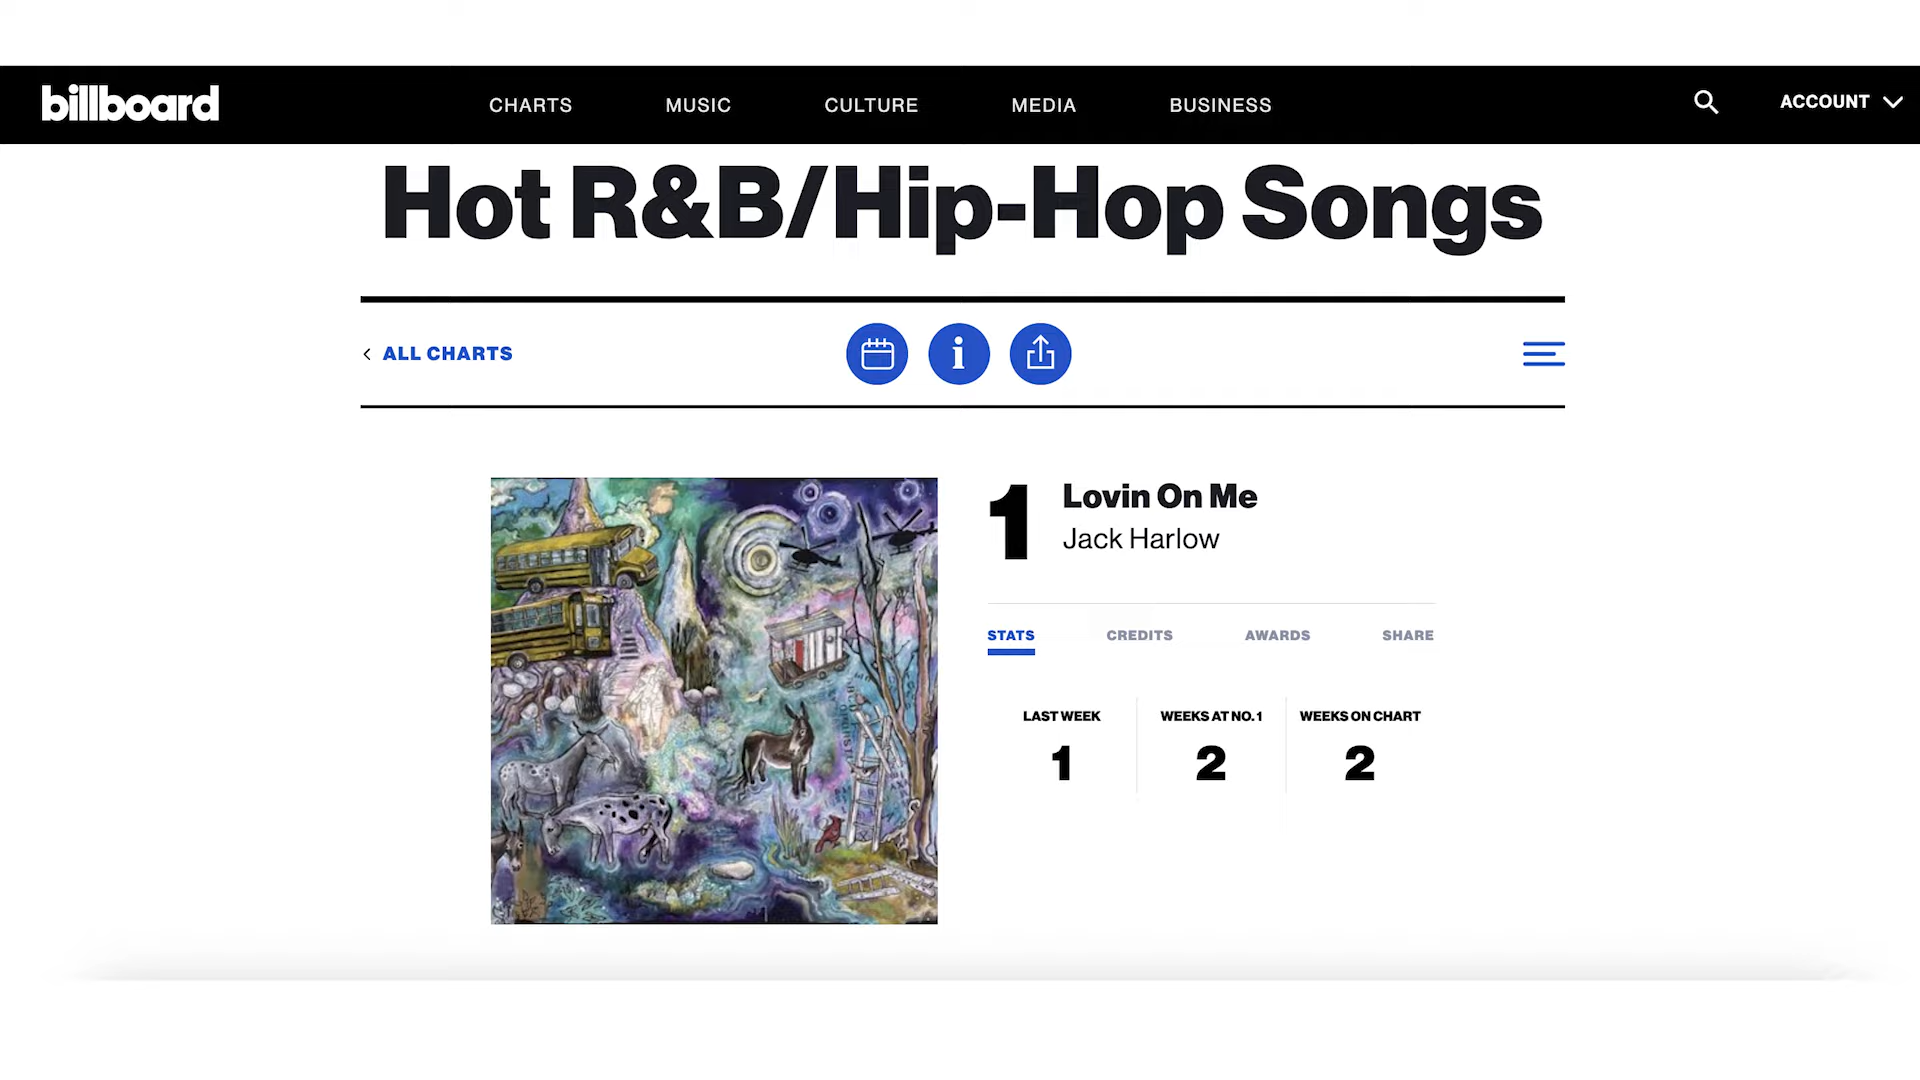 billboard
CHARTS MUSIC CULTURE MEDIA BUSINESS ACCOUNT
Hot R&B/Hip-Hop Songs
ALL CHARTS
1 Lovin On Me
Jack Harlow
STATS CREDITS AWARDS SHARE
LAST WEEK WEEKS AT NO. 1 WEEKS ON CHART
1 2 2